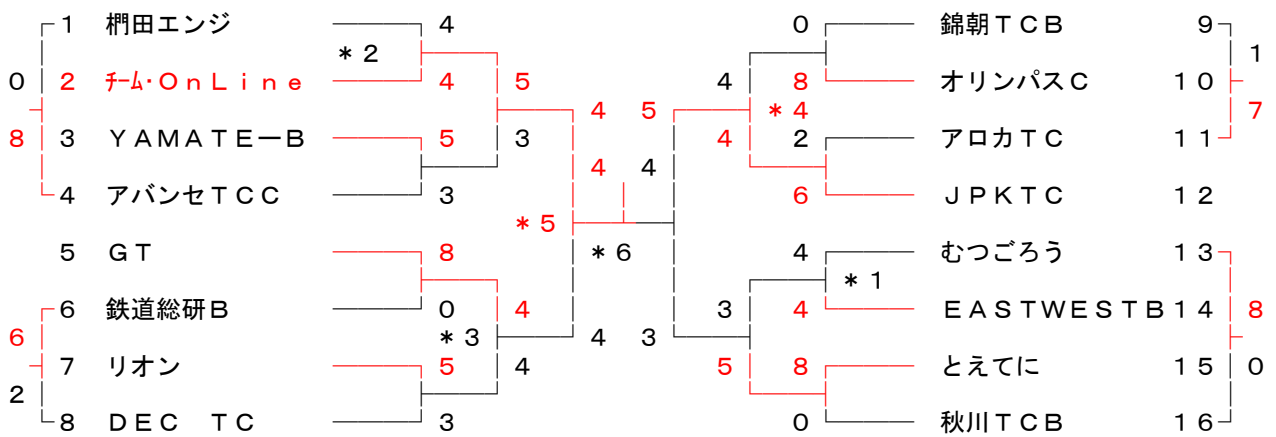 1 椚田エンジ 4 0 錦朝ＴＣＢ 9
*2 1
0 4
2 ﾁｰﾑ･ＯｎＬｉｎｅ 4 5 8 オリンパスＣ 10
4 5 *4 7
8 3 ＹＡＭＡＴＥーＢ 5 3 4 2 アロカＴＣ 11
4 4
4 アバンセＴＣＣ 3 6 ＪＰＫＴＣ 12
*5
5 ＧＴ 8 *6 4 むつごろう 13
*1
6 鉄道総研Ｂ 0 4 3 4 ＥＡＳＴＷＥＳＴＢ 14 8
6 *3 4 3
7 リオン 5 4 5 8 とえてに 15 0
2
8 ＤＥＣ　ＴＣ 3 0 秋川ＴＣＢ 16